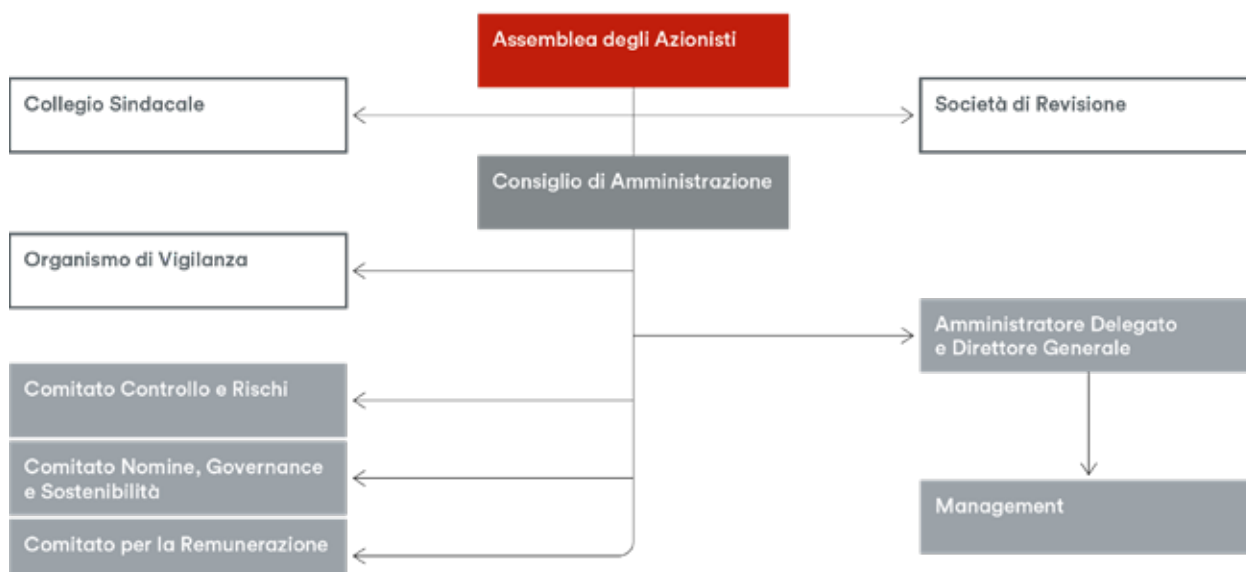 Assemblea degli Azionisti
Collegio Sindacale
Società di Revisione
Consiglio di Amministrazione
Organismo di Vigilanza
Amministratore Delegato
e Direttore Generale
Comitato Controllo e Rischi
Comitato Nomine, Governance
e Sostenibilità
Management
Comitato per la Remunerazione